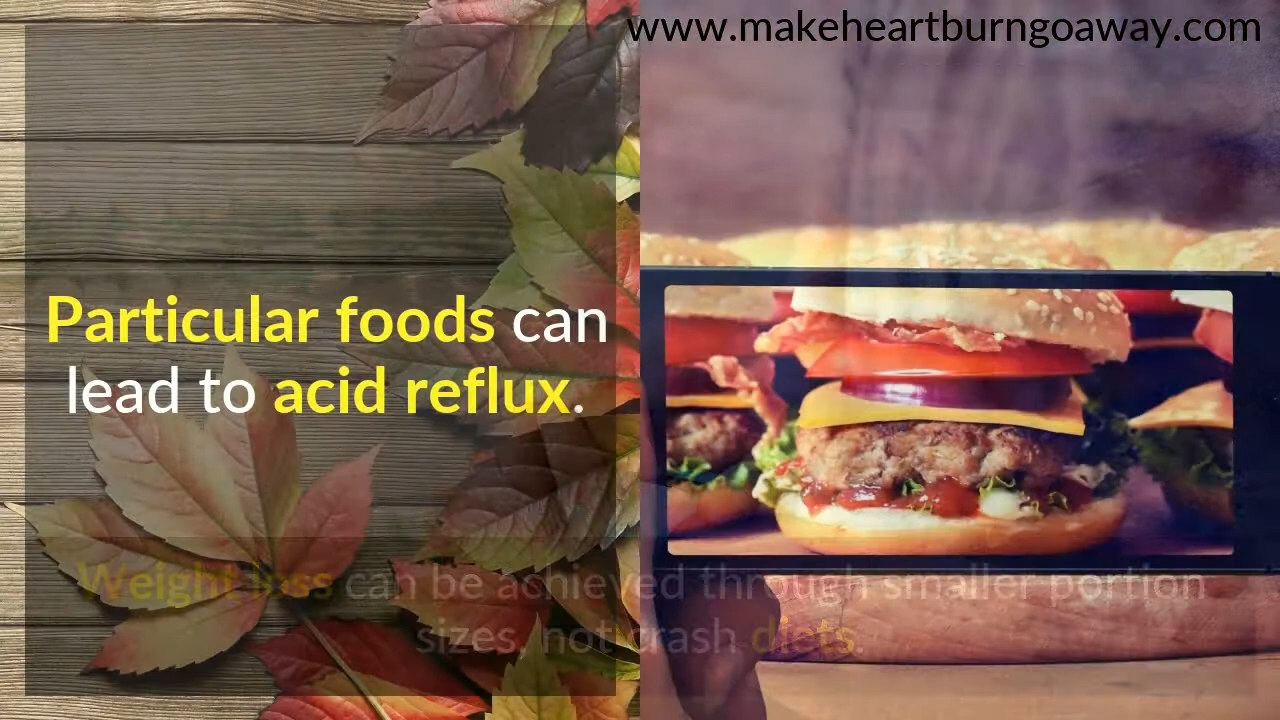 www.makeheartburngoaway.com
Particular foods can
lead to acid reflux.
Weight loss can be achieved through smaller portion
sizes, not crash diets.